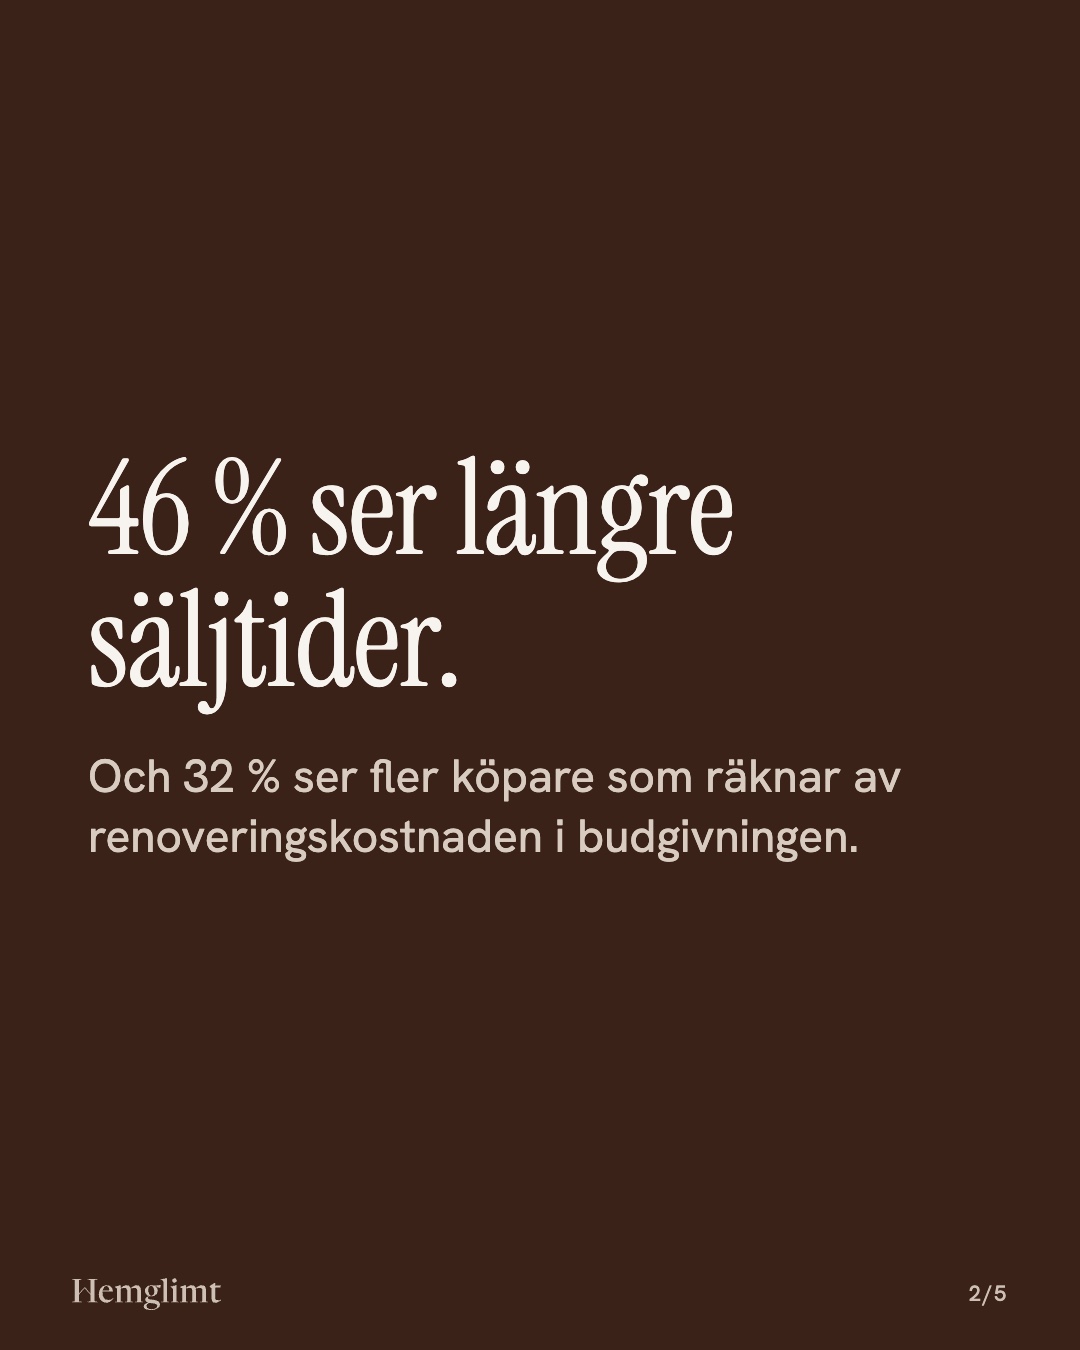 46 % ser längre
säljtider.
Och 32 % ser fler köpare som räknar av
renoveringskostnaden i budgivningen.
Hemglimt
2/5